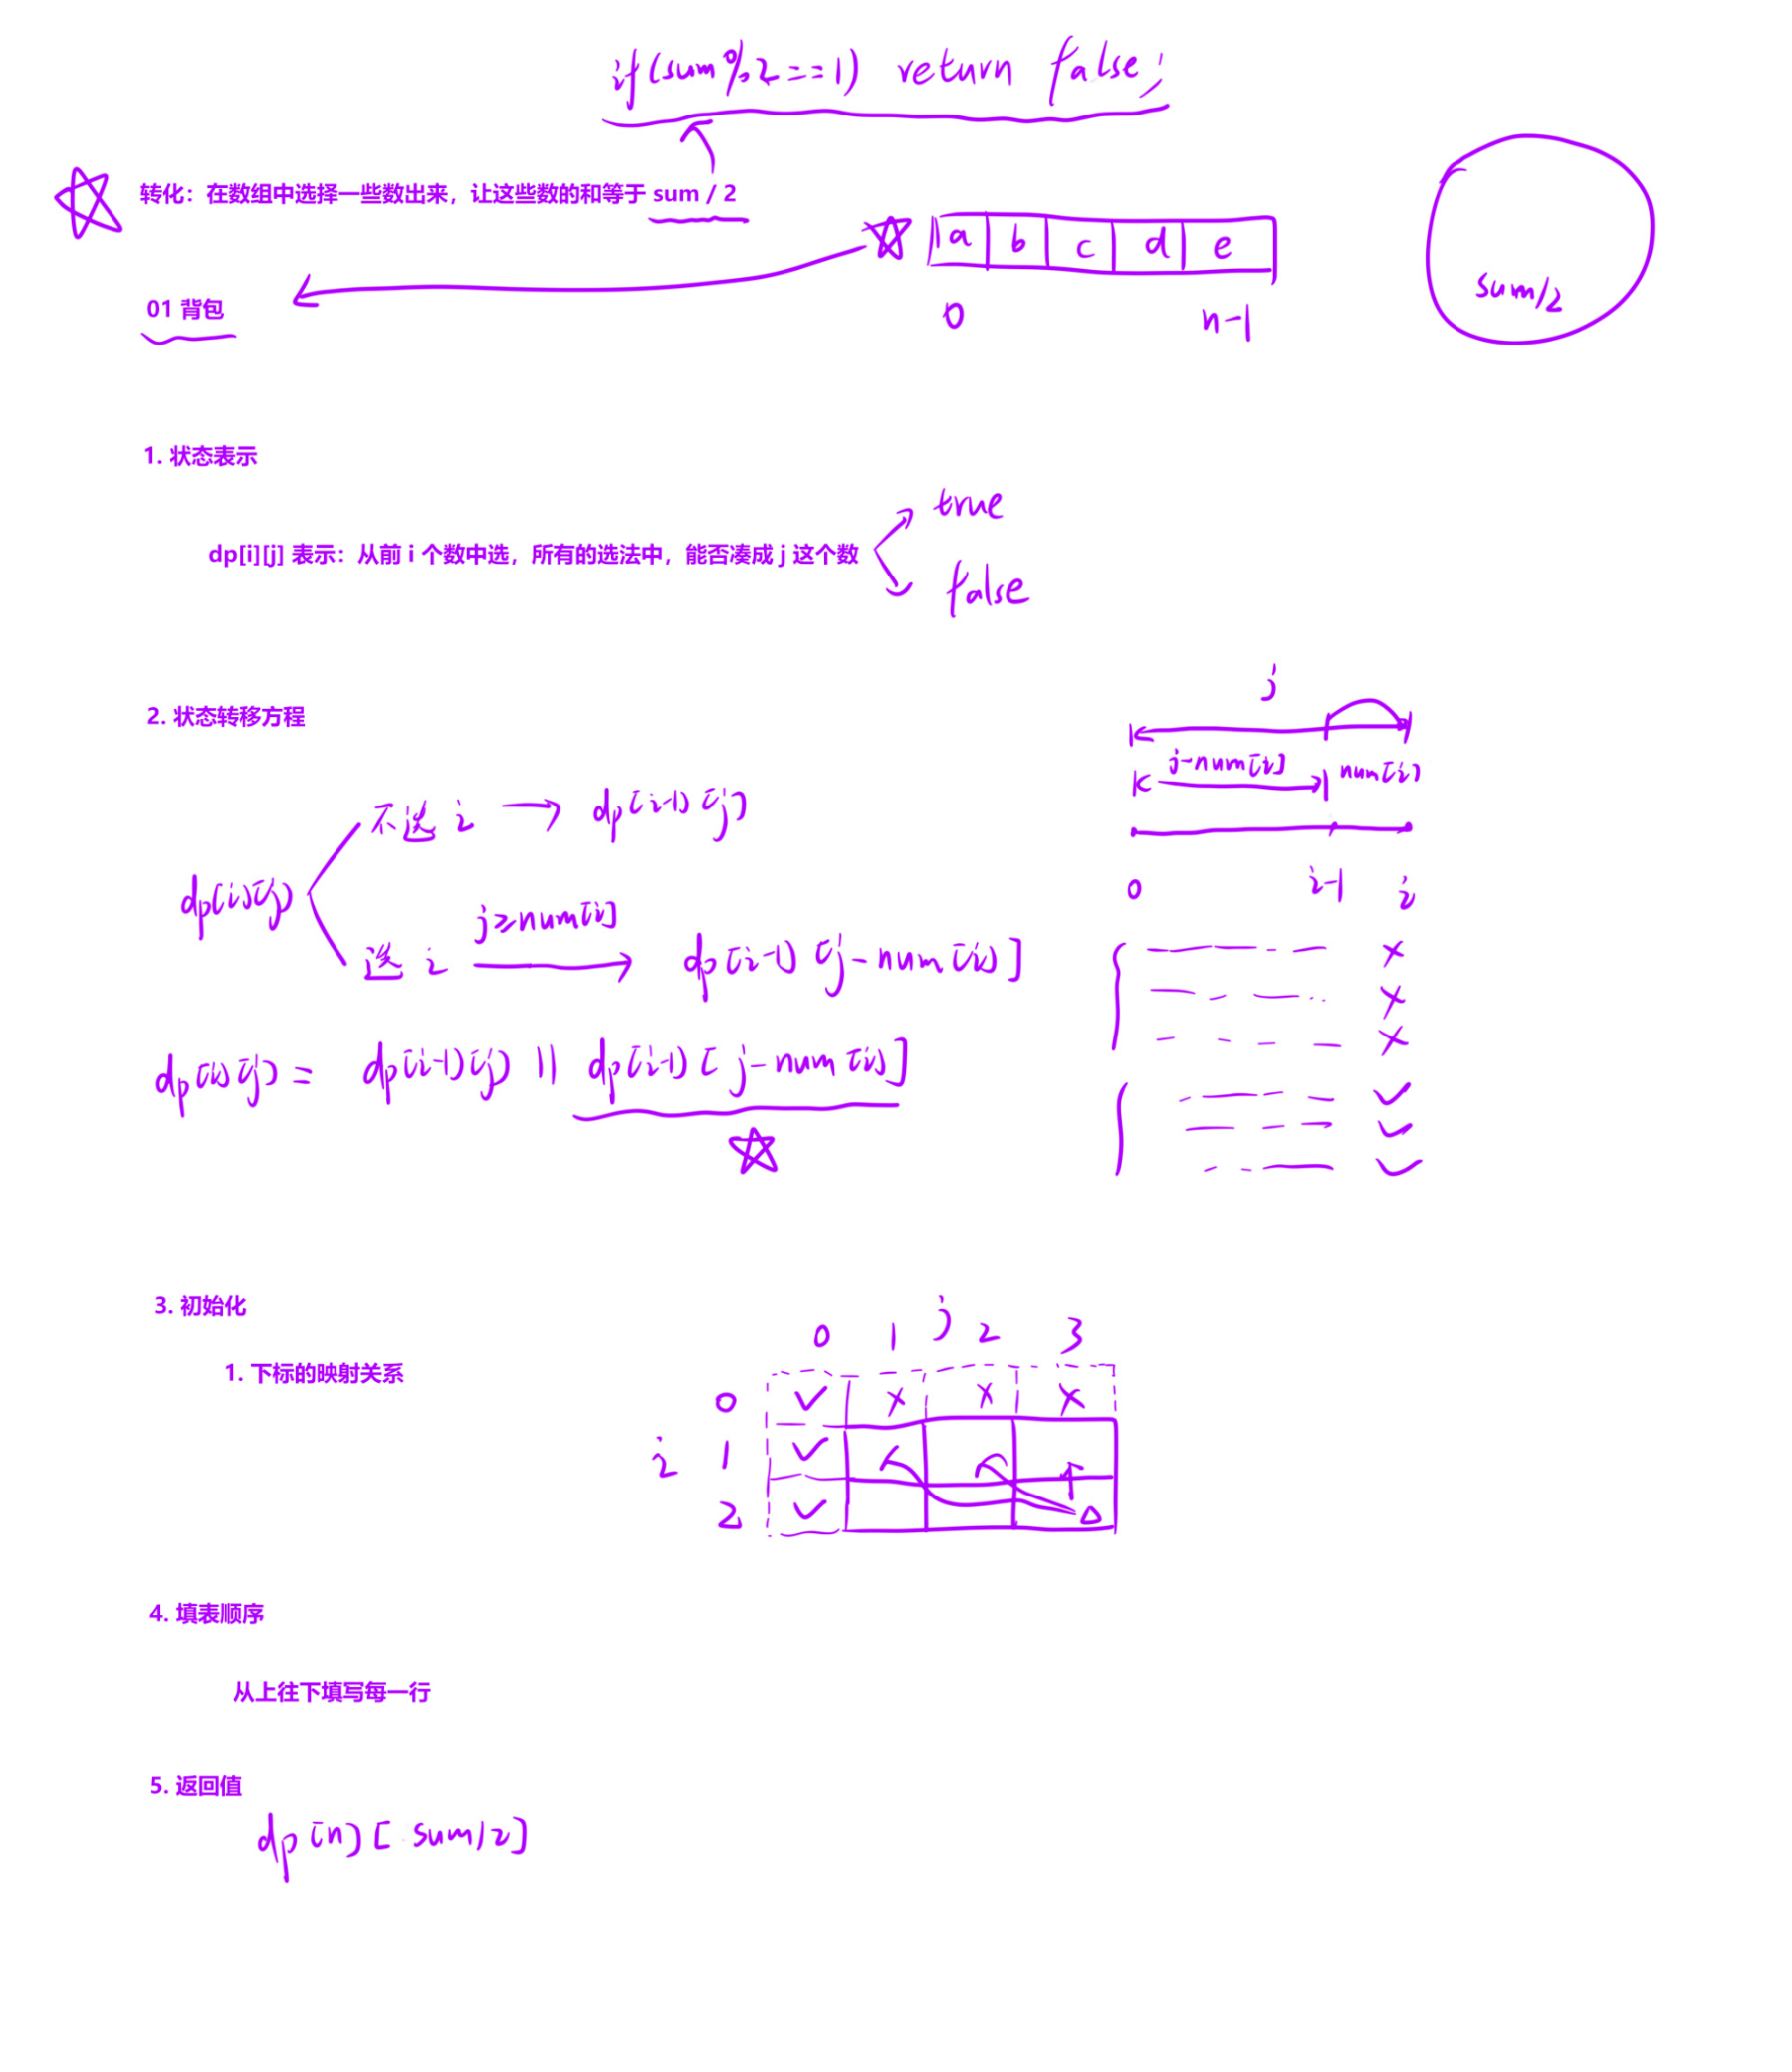 if(sum%2==1) return false;
转化：在数组中选择一些数出来，让这些数的和等于 sum / 2
a b c d e
0 n-1
sum/2
01 背包
1. 状态表示
dp[i][j] 表示：从前 i 个数中选，所有的选法中，能否凑成 j 这个数
true
false
2. 状态转移方程
j
j-num[i] num[i]
0 i-1 i
dp[i][j]
不选 i → dp[i-1][j]
选 i j≥num[i] → dp[i-1][j-num[i]]
dp[i][j] = dp[i-1][j] || dp[i-1][j-num[i]]
3. 初始化
1. 下标的映射关系
j
0 1 2 3
i
0 ✓ × × ×
1 ✓
2 ✓
4. 填表顺序
从上往下填写每一行
5. 返回值
dp[n][sum/2]